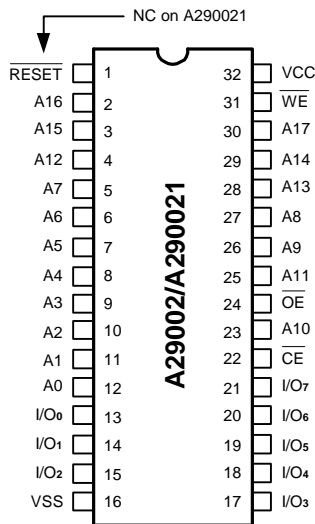 NC on A290021
RESET 1 32 VCC
A16 2 31 WE
A15 3 30 A17
A12 4 29 A14
A7 5 28 A13
A6 6 27 A8
A5 7 26 A9
A4 8 25 A11
A3 9 24 OE
A2 10 23 A10
A1 11 22 CE
A0 12 21 I/O7
I/O0 13 20 I/O6
I/O1 14 19 I/O5
I/O2 15 18 I/O4
VSS 16 17 I/O3
A29002/A290021